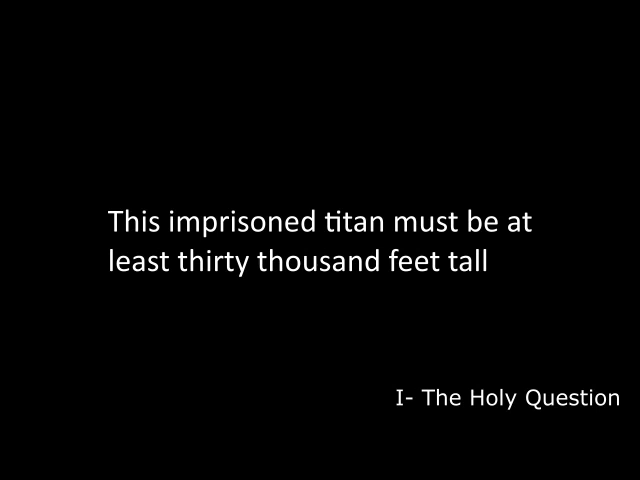 This imprisoned titan must be at
least thirty thousand feet tall
I- The Holy Question